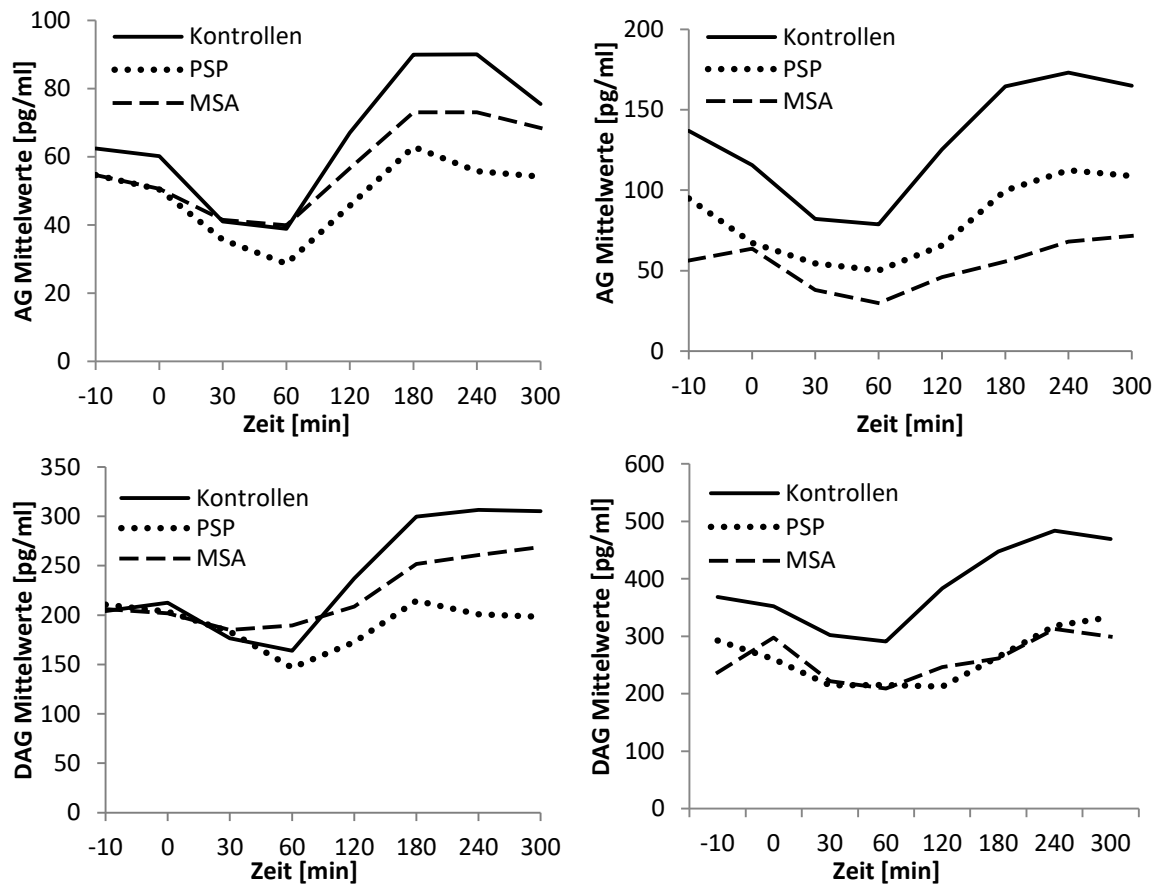 AG Mittelwerte [pg/ml]
100
80
60
40
20
0
Kontrollen
PSP
MSA
-10 0 30 60 120 180 240 300
Zeit [min]
AG Mittelwerte [pg/ml]
200
150
100
50
0
Kontrollen
PSP
MSA
-10 0 30 60 120 180 240 300
Zeit [min]
DAG Mittelwerte [pg/ml]
350
300
250
200
150
100
50
0
Kontrollen
PSP
MSA
-10 0 30 60 120 180 240 300
Zeit [min]
DAG Mittelwerte [pg/ml]
600
500
400
300
200
100
0
Kontrollen
PSP
MSA
-10 0 30 60 120 180 240 300
Zeit [min]